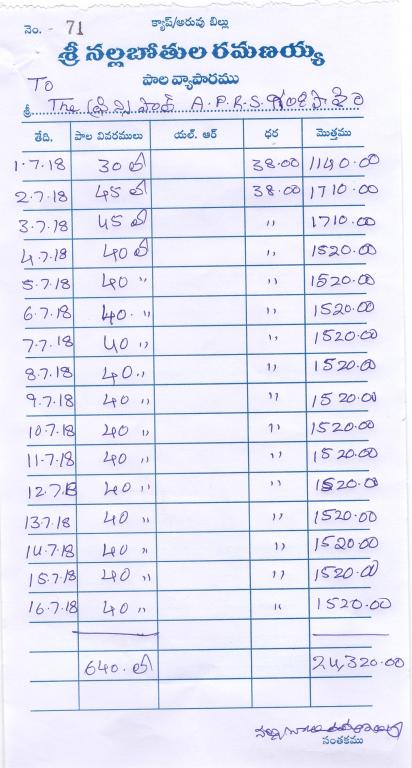 క్యాష్/అరువు బిల్లు
నెం. - 71
శ్రీ నల్లబోతుల రమణయ్య
పాల వ్యాపారము
To
శ్రీ The ప్రిన్సిపాల్ A.P.R.S.
తేది. పాల వివరములు యల్. ఆర్ ధర మొత్తము
1.7.18 30 లీ 38.00 1140.00
2.7.18 45 లీ 38.00 1710.00
3.7.18 45 లీ ,, 1710.00
4.7.18 40 లీ ,, 1520.00
5.7.18 40 ,, ,, 1520.00
6.7.18 40. ,, ,, 1520.00
7.7.18 40 ,, ,, 1520.00
8.7.18 40. ,, ,, 1520.00
9.7.18 40 ,, ,, 1520.00
10.7.18 40 ,, ,, 1520.00
11.7.18 40 ,, ,, 1520.00
12.7.18 40 ,, ,, 1520.00
13.7.18 40 ,, ,, 1520.00
14.7.18 40 ,, ,, 1520.00
15.7.18 40 ,, ,, 1520.00
16.7.18 40 ,, ,, 1520.00
640. లీ 24,320.00
సంతకము